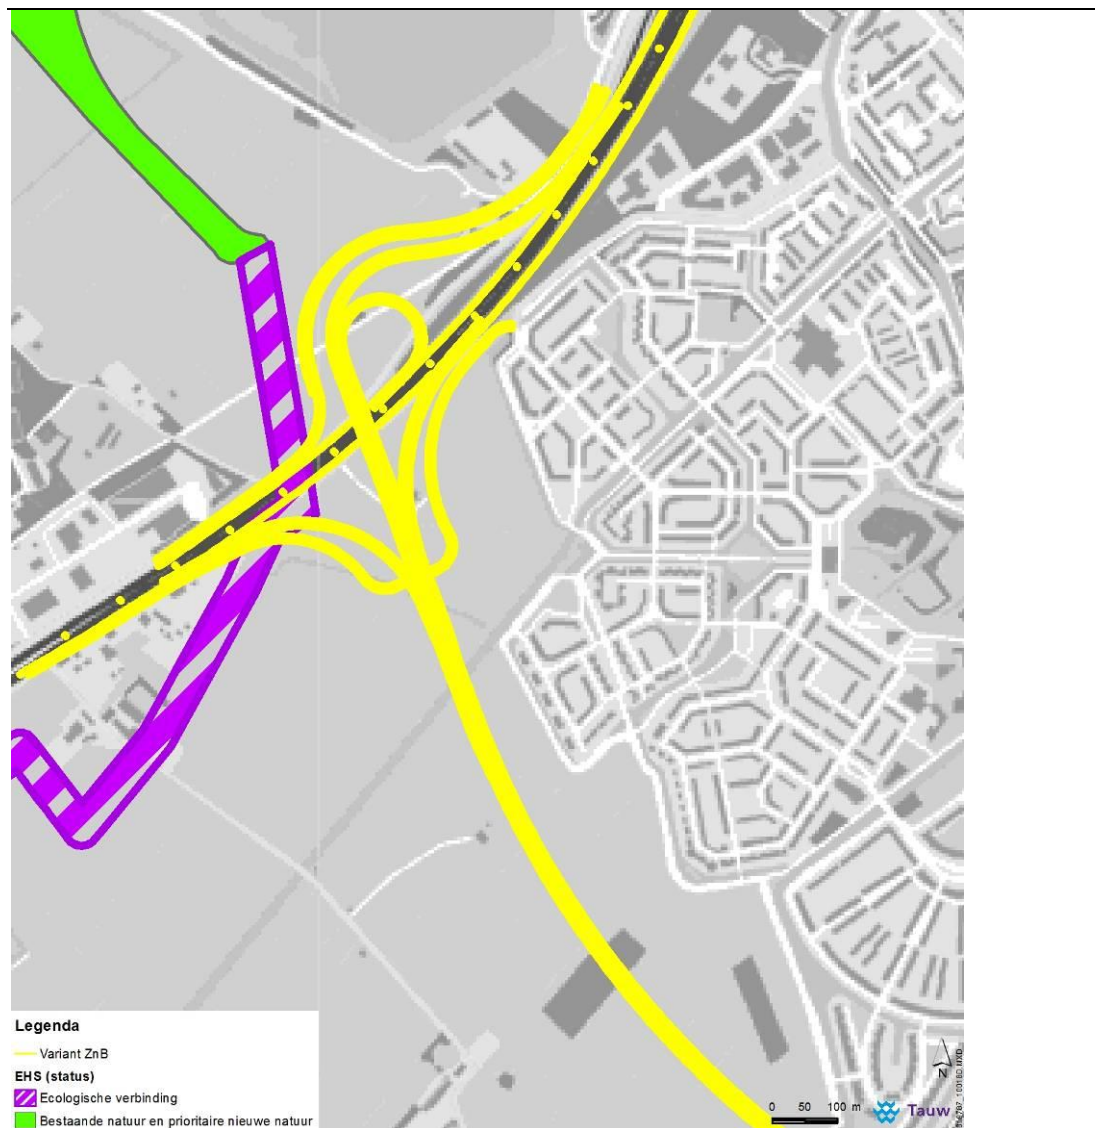 Legenda
Variant ZnB
EHS (status)
Ecologische verbinding
Bestaande natuur en prioritaire nieuwe natuur
0 50 100 m
N
Tauw